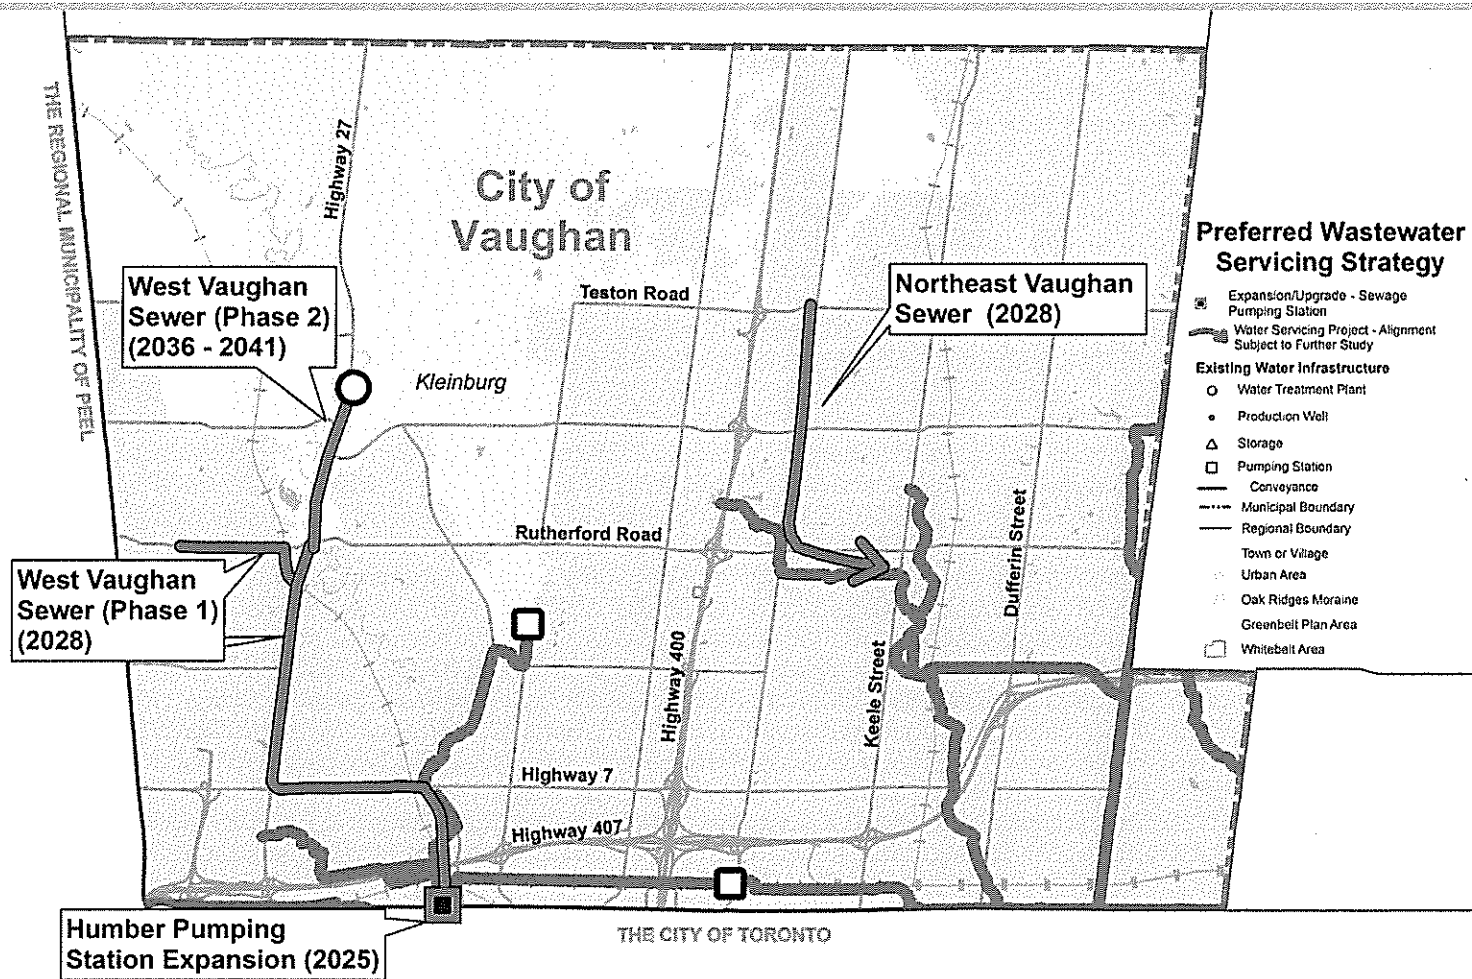 THE REGIONAL MUNICIPALITY OF PEEL
Highway 27
City of
Vaughan
West Vaughan
Sewer (Phase 2)
(2036 - 2041)
Kleinburg
Teston Road
Northeast Vaughan
Sewer (2028)
Rutherford Road
West Vaughan
Sewer (Phase 1)
(2028)
Highway 400
Keele Street
Dufferin Street
Highway 7
Highway 407
Humber Pumping
Station Expansion (2025)
THE CITY OF TORONTO
Preferred Wastewater
Servicing Strategy
Expansion/Upgrade - Sewage
Pumping Station
Water Servicing Project - Alignment
Subject to Further Study
Existing Water Infrastructure
Water Treatment Plant
Production Well
Storage
Pumping Station
Conveyance
Municipal Boundary
Regional Boundary
Town or Village
Urban Area
Oak Ridges Moraine
Greenbelt Plan Area
Whitebelt Area